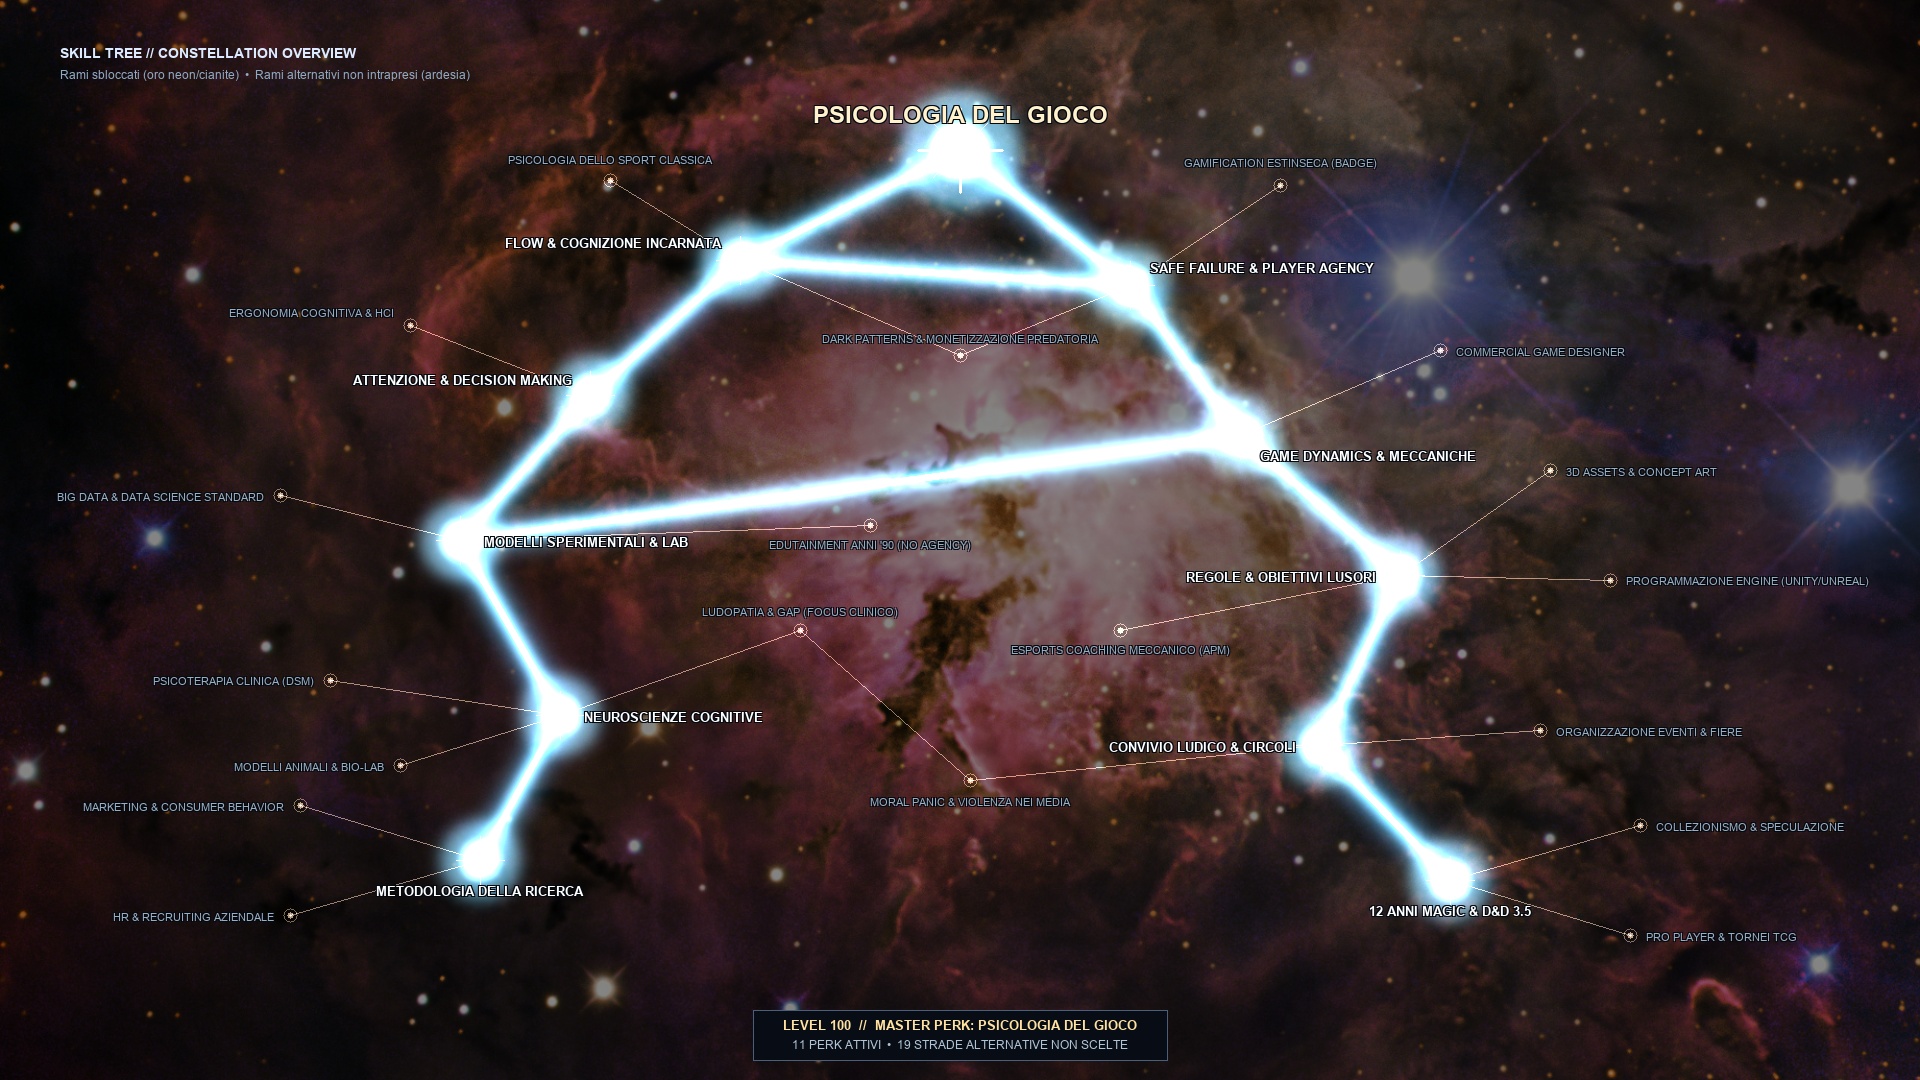 SKILL TREE // CONSTELLATION OVERVIEW
Rami sbloccati (oro neon/cianite) • Rami alternativi non intrapresi (ardesia)
PSICOLOGIA DEL GIOCO
PSICOLOGIA DELLO SPORT CLASSICA
GAMIFICATION ESTINSECA (BADGE)
FLOW & COGNIZIONE INCARNATA
SAFE FAILURE & PLAYER AGENCY
ERGONOMIA COGNITIVA & HCI
DARK PATTERNS & MONETIZZAZIONE PREDATORIA
COMMERCIAL GAME DESIGNER
ATTENZIONE & DECISION MAKING
GAME DYNAMICS & MECCANICHE
3D ASSETS & CONCEPT ART
BIG DATA & DATA SCIENCE STANDARD
MODELLI SPERIMENTALI & LAB
EDUTAINMENT ANNI '90 (NO AGENCY)
REGOLE & OBIETTIVI LUSORI
PROGRAMMAZIONE ENGINE (UNITY/UNREAL)
LUDOPATIA & GAP (FOCUS CLINICO)
ESPORTS COACHING MECCANICO (APM)
PSICOTERAPIA CLINICA (DSM)
NEUROSCIENZE COGNITIVE
ORGANIZZAZIONE EVENTI & FIERE
CONVIVIO LUDICO & CIRCOLI
MODELLI ANIMALI & BIO-LAB
MORAL PANIC & VIOLENZA NEI MEDIA
MARKETING & CONSUMER BEHAVIOR
COLLEZIONISMO & SPECULAZIONE
METODOLOGIA DELLA RICERCA
12 ANNI MAGIC & D&D 3.5
HR & RECRUITING AZIENDALE
PRO PLAYER & TORNEI TCG
LEVEL 100 // MASTER PERK: PSICOLOGIA DEL GIOCO
11 PERK ATTIVI • 19 STRADE ALTERNATIVE NON SCELTE